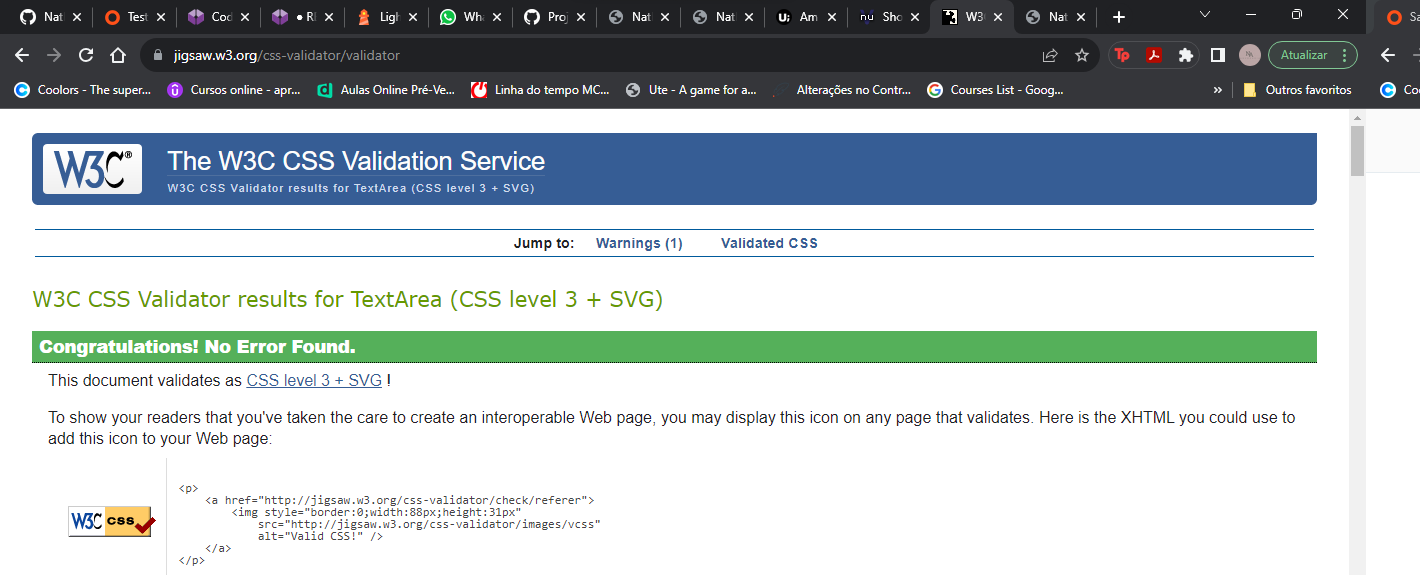 Nati
Test
Cod
RI
Ligh
Wha
Proj
Nati
Nati
U;
Am
nu
Sho
W3
Nat
jigsaw.w3.org/css-validator/validator
Tp
Atualizar
Coolors - The super...
Cursos online - apr...
Aulas Online Pré-Ve...
Linha do tempo MC...
Ute - A game for a...
Alterações no Contr...
Courses List - Goog...
»
Outros favoritos
W3C®
The W3C CSS Validation Service
W3C CSS Validator results for TextArea (CSS level 3 + SVG)
Jump to: Warnings (1) Validated CSS
W3C CSS Validator results for TextArea (CSS level 3 + SVG)
Congratulations! No Error Found.
This document validates as CSS level 3 + SVG !
To show your readers that you've taken the care to create an interoperable Web page, you may display this icon on any page that validates. Here is the XHTML you could use to
add this icon to your Web page:
W3C css
<p>
<a href="http://jigsaw.w3.org/css-validator/check/referer">
<img style="border:0;width:88px;height:31px"
src="http://jigsaw.w3.org/css-validator/images/vcss"
alt="Valid CSS!" />
</a>
</p>